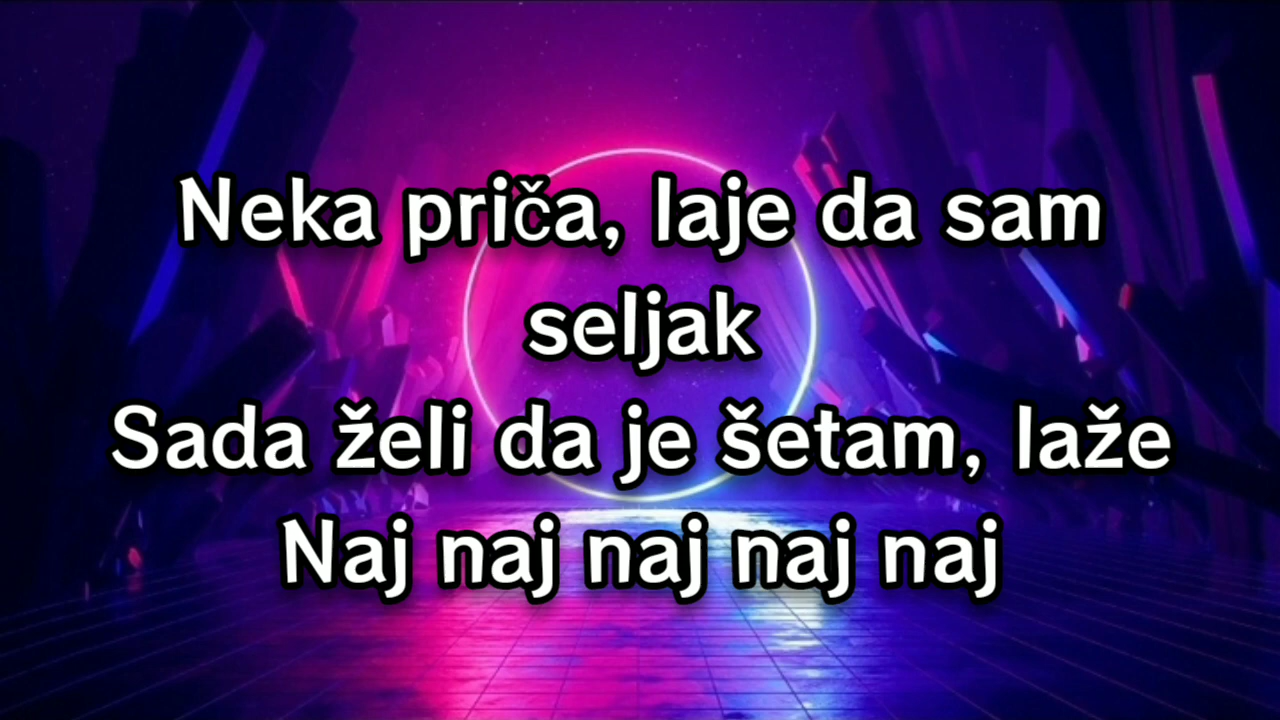 Neka priča, laje da sam
seljak
Sada želi da je šetam, laže
Naj naj naj naj naj